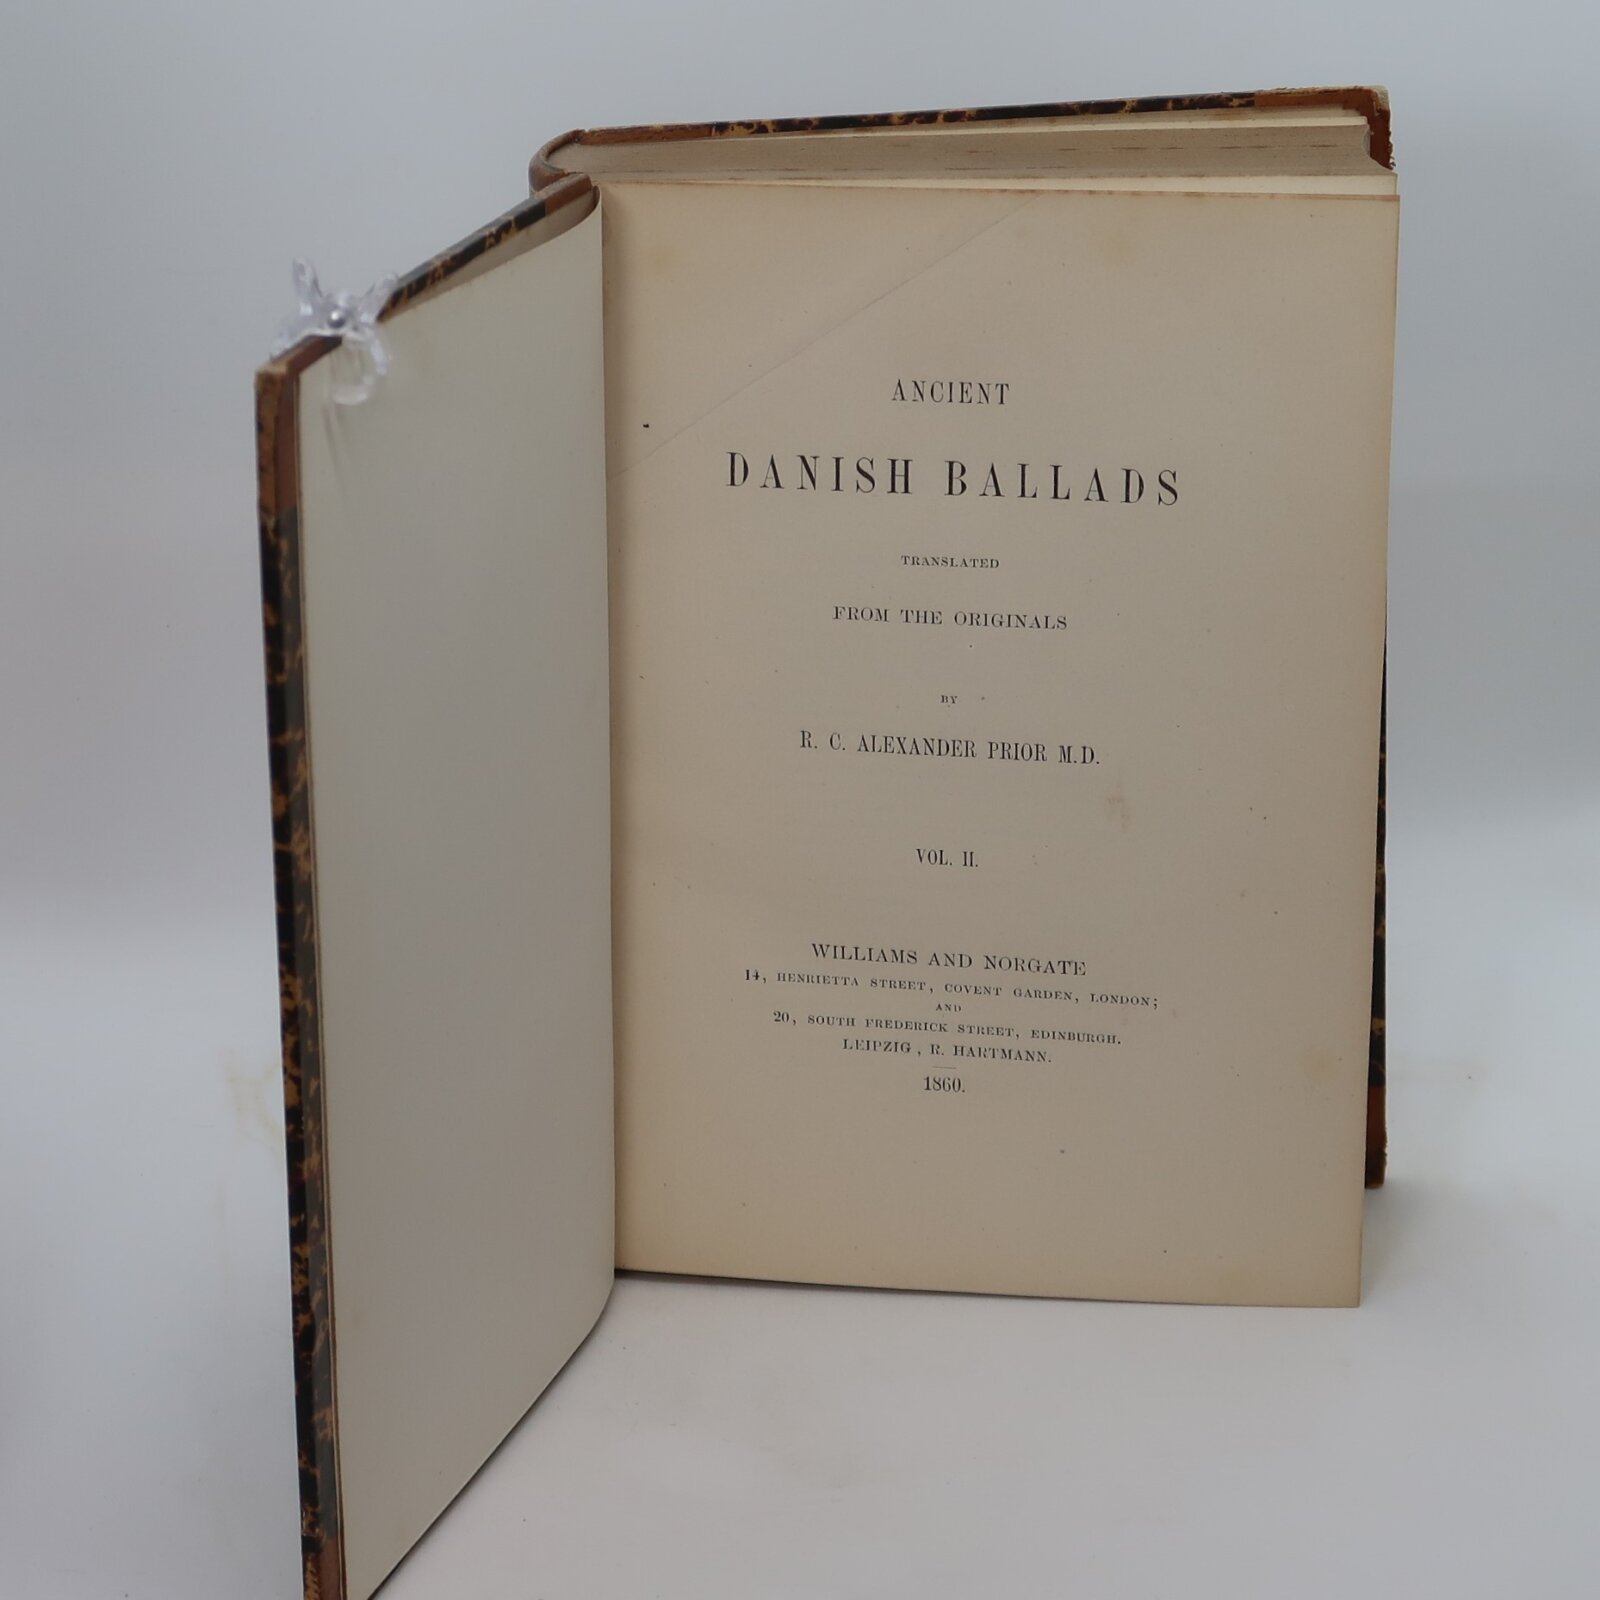 ANCIENT
DANISH BALLADS
TRANSLATED
FROM THE ORIGINALS
BY
R. C. ALEXANDER PRIOR M.D.
VOL. II.
WILLIAMS AND NORGATE
14, HENRIETTA STREET, COVENT GARDEN, LONDON;
AND
20, SOUTH FREDERICK STREET, EDINBURGH.
LEIPZIG, R. HARTMANN.
1860.